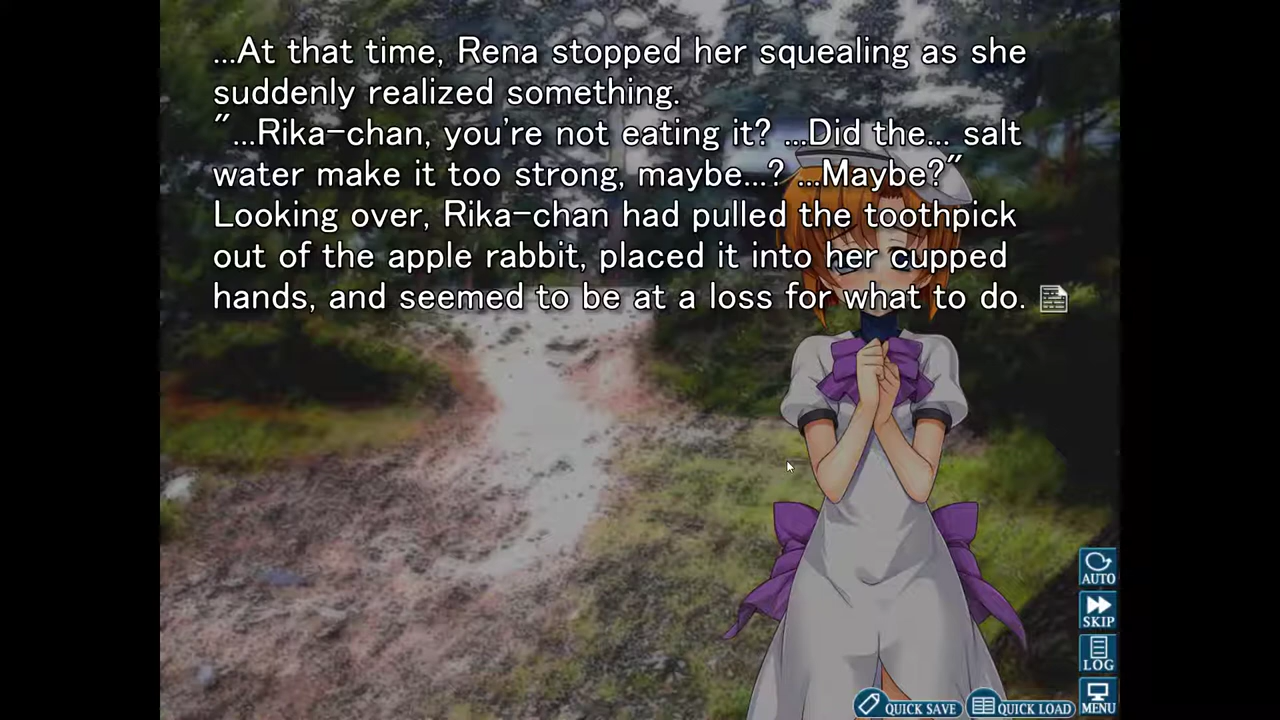 ...At that time, Rena stopped her squealing as she
suddenly realized something.
"...Rika-chan, you're not eating it? ...Did the... salt
water make it too strong, maybe...? ...Maybe?"
Looking over, Rika-chan had pulled the toothpick
out of the apple rabbit, placed it into her cupped
hands, and seemed to be at a loss for what to do.
AUTO
SKIP
LOG
MENU
QUICK SAVE
QUICK LOAD